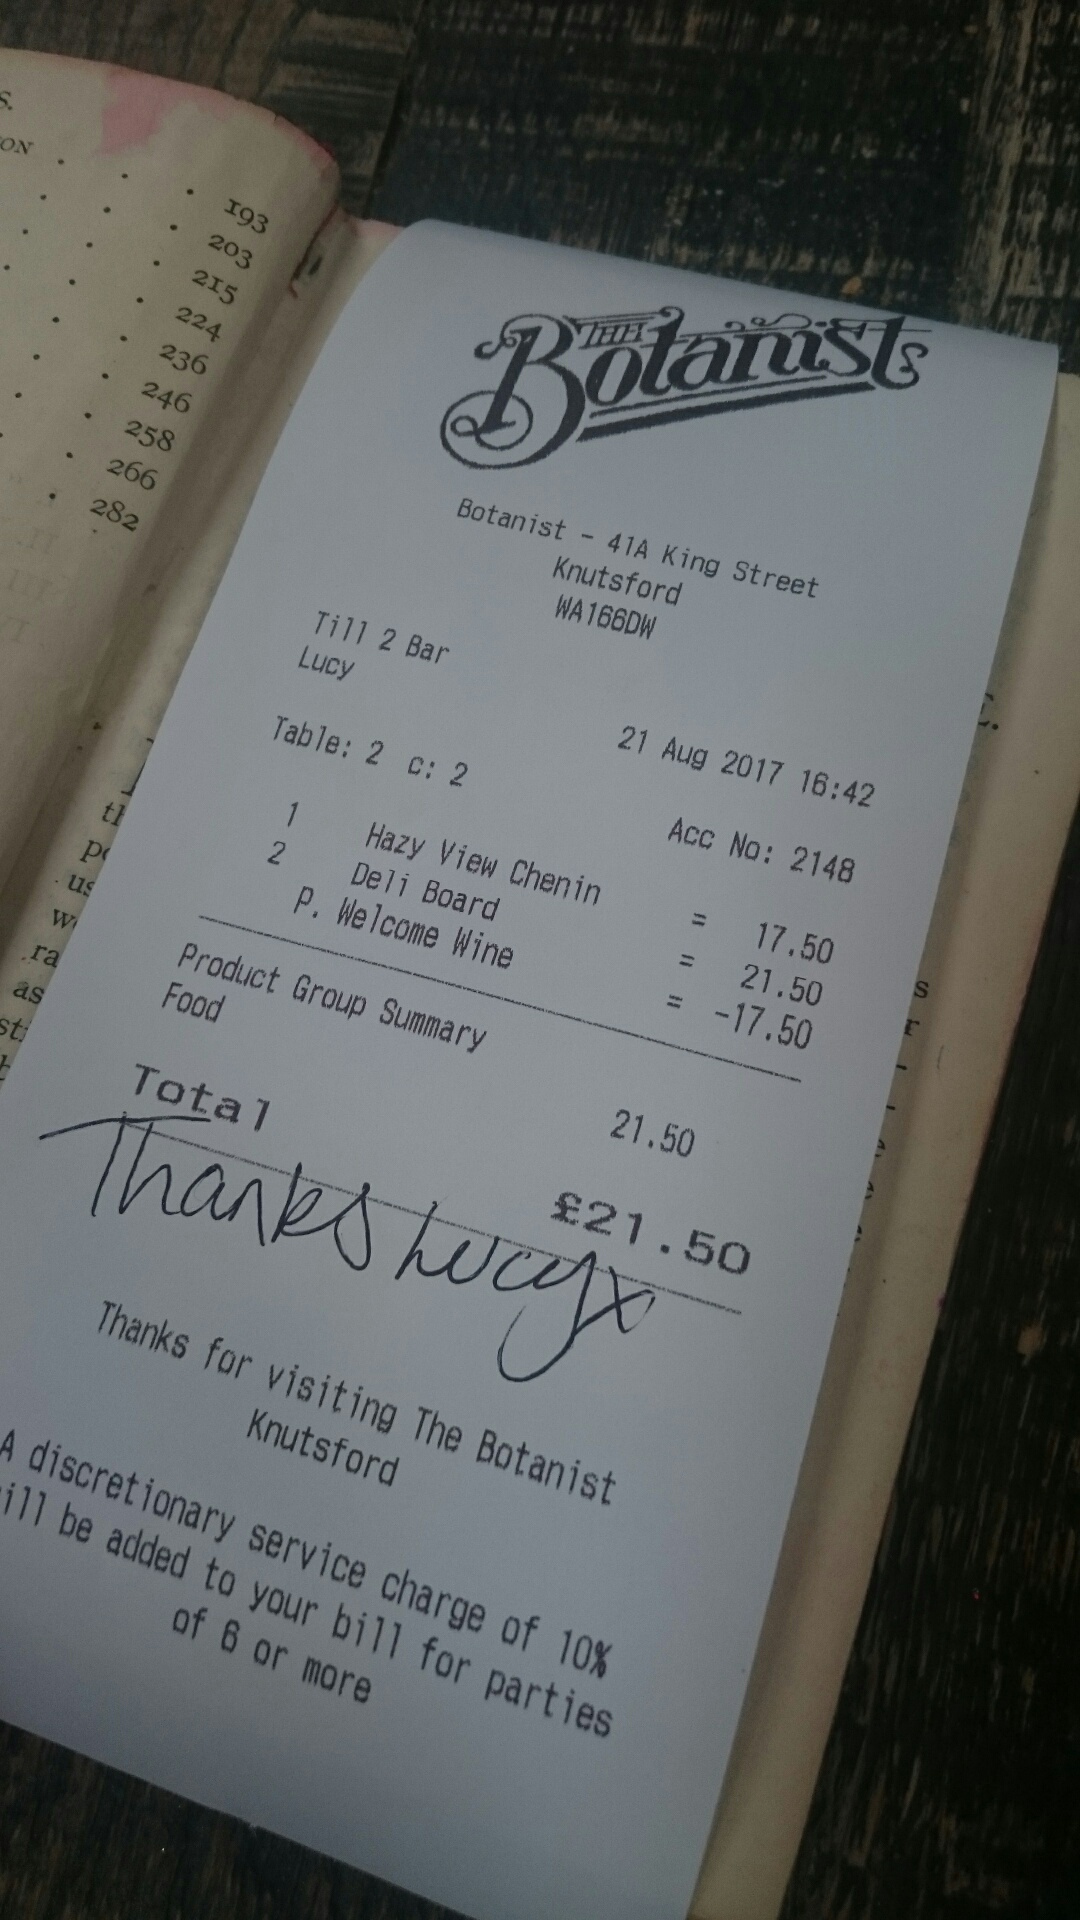 S.
ON
193
203
215
224
236
246
258
266
282
THE
Botanist
Botanist - 41A King Street
Knutsford
WA166DW
Till 2 Bar
Lucy
21 Aug 2017 16:42
Table: 2 c: 2
Acc No: 2148
1 Hazy View Chenin = 17.50
2 Deli Board = 21.50
P. Welcome Wine = -17.50
Product Group Summary
Food 21.50
Total £21.50
Thanks Lucy x
Thanks for visiting The Botanist
Knutsford
A discretionary service charge of 10%
be added to your bill for parties
of 6 or more